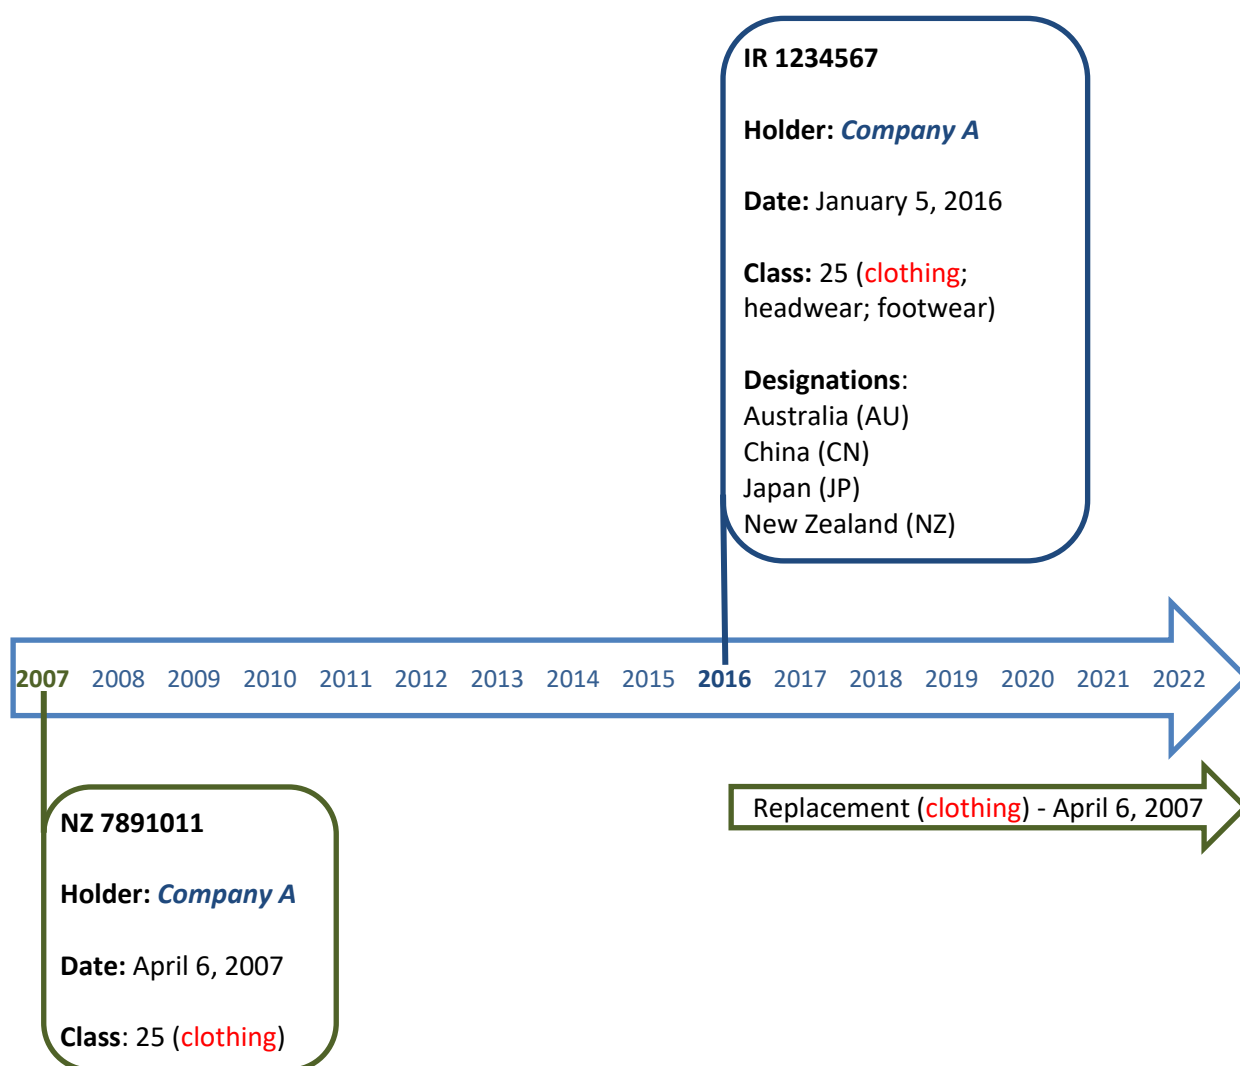 IR 1234567
Holder: Company A
Date: January 5, 2016
Class: 25 (clothing;
headwear; footwear)
Designations:
Australia (AU)
China (CN)
Japan (JP)
New Zealand (NZ)
2007 2008 2009 2010 2011 2012 2013 2014 2015 2016 2017 2018 2019 2020 2021 2022
Replacement (clothing) - April 6, 2007
NZ 7891011
Holder: Company A
Date: April 6, 2007
Class: 25 (clothing)